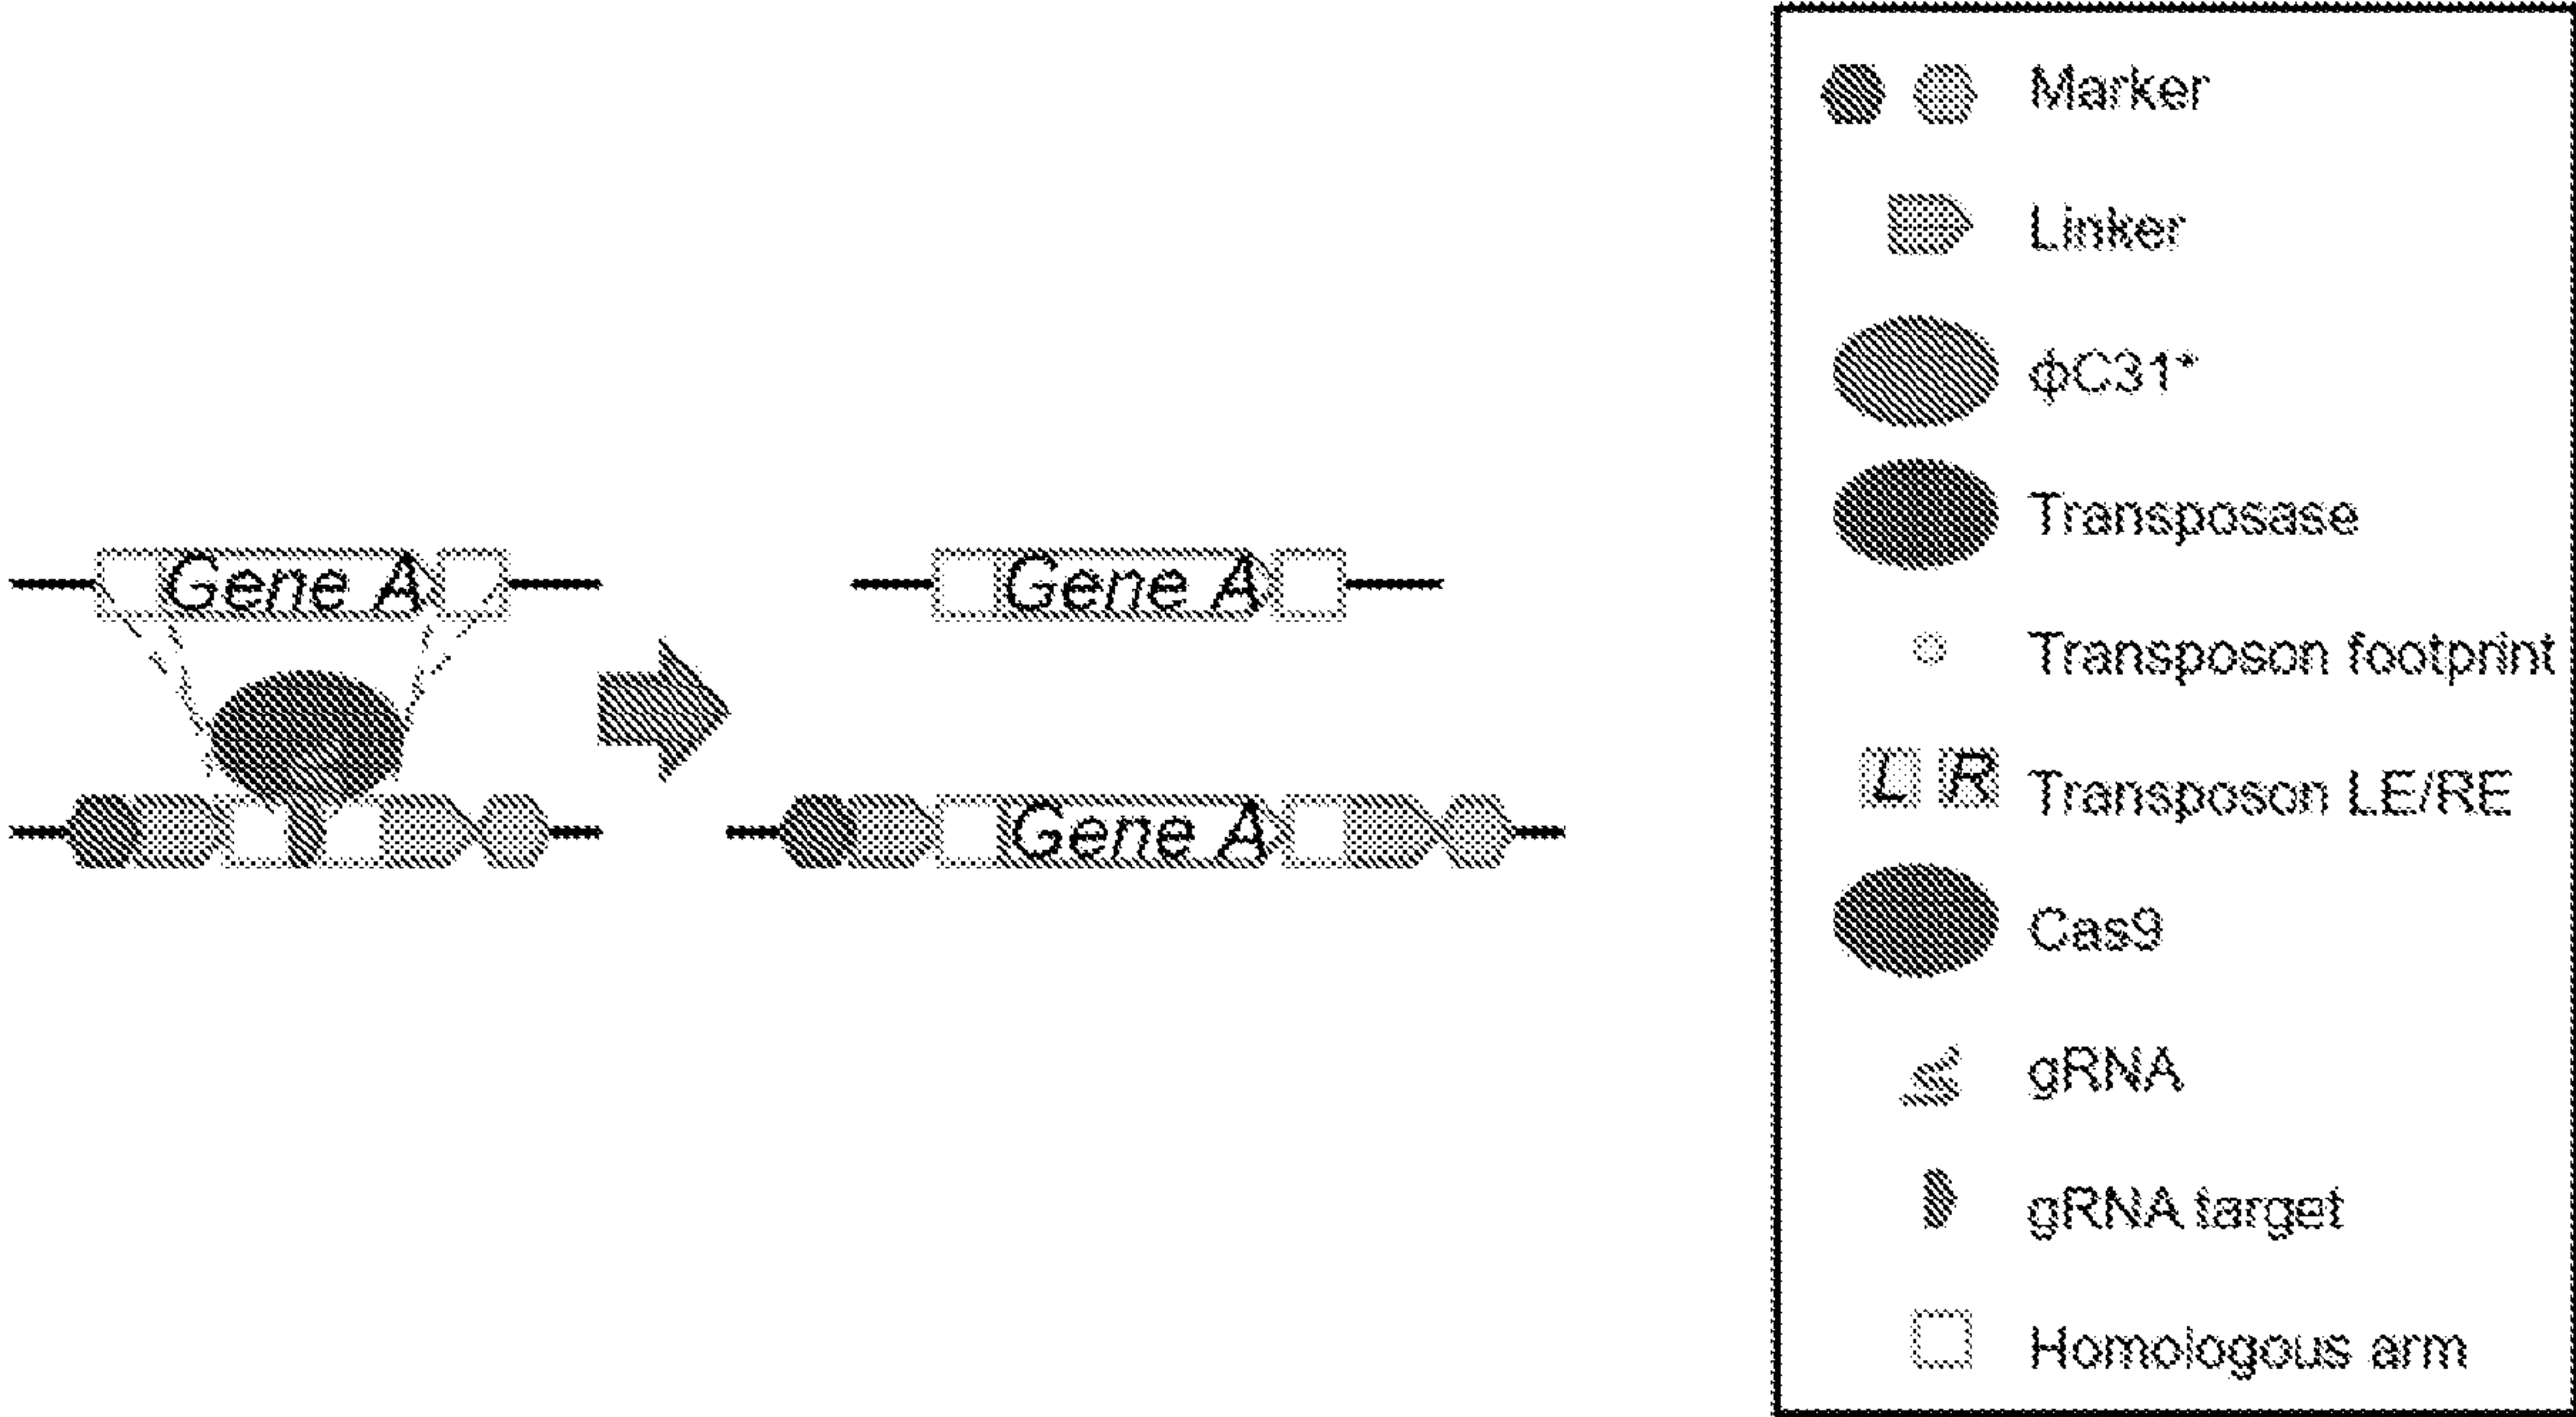 Gene A
Gene A
Gene A
Marker
Linker
ϕC31*
Transposase
Transposon footprint
L R Transposon LE/RE
Cas9
gRNA
gRNA target
Homologous arm